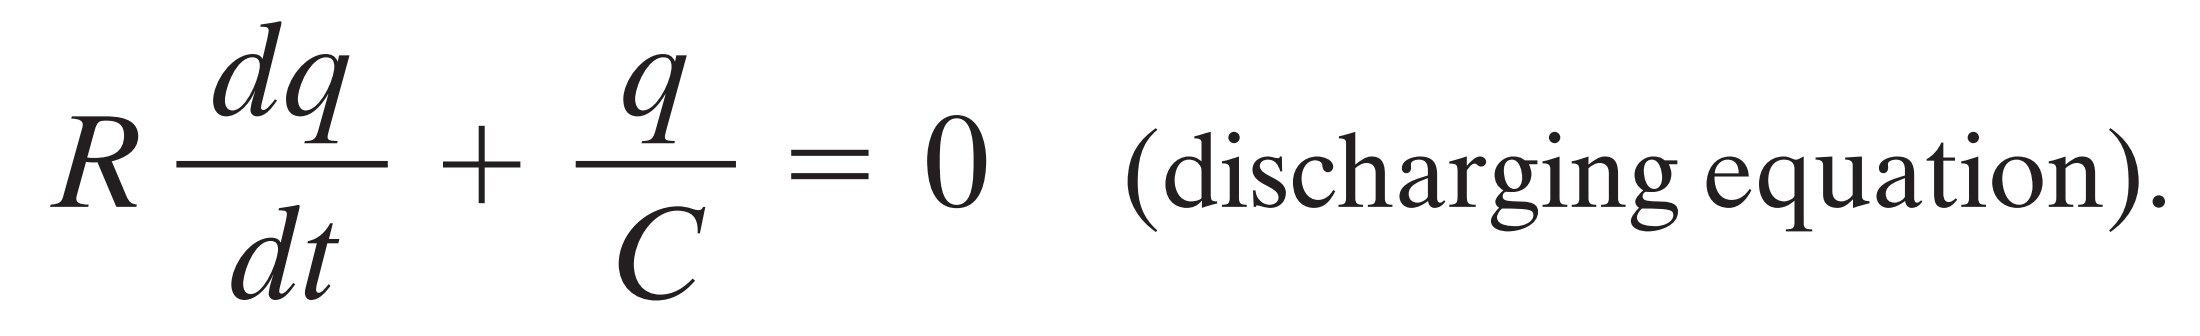 R dq/dt + q/C = 0 (discharging equation).